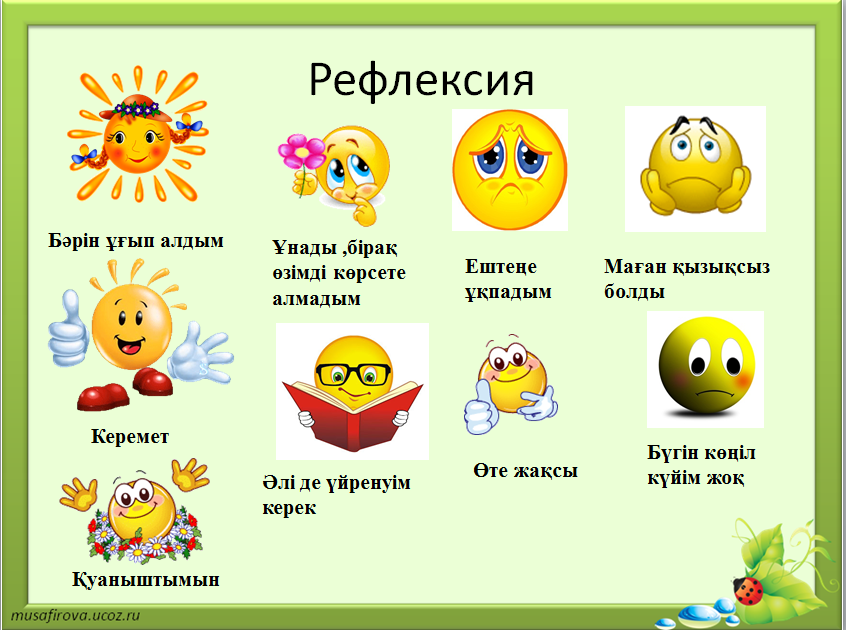 Рефлексия
Бәрін ұғып алдым
Ұнады ,бірақ
өзімді көрсете
алмадым
Ештеңе
ұқпадым
Маған қызықсыз
болды
Керемет
Әлі де үйренуім
керек
Өте жақсы
Бүгін көңіл
күйім жоқ
Қуаныштымын
musafirova.ucoz.ru